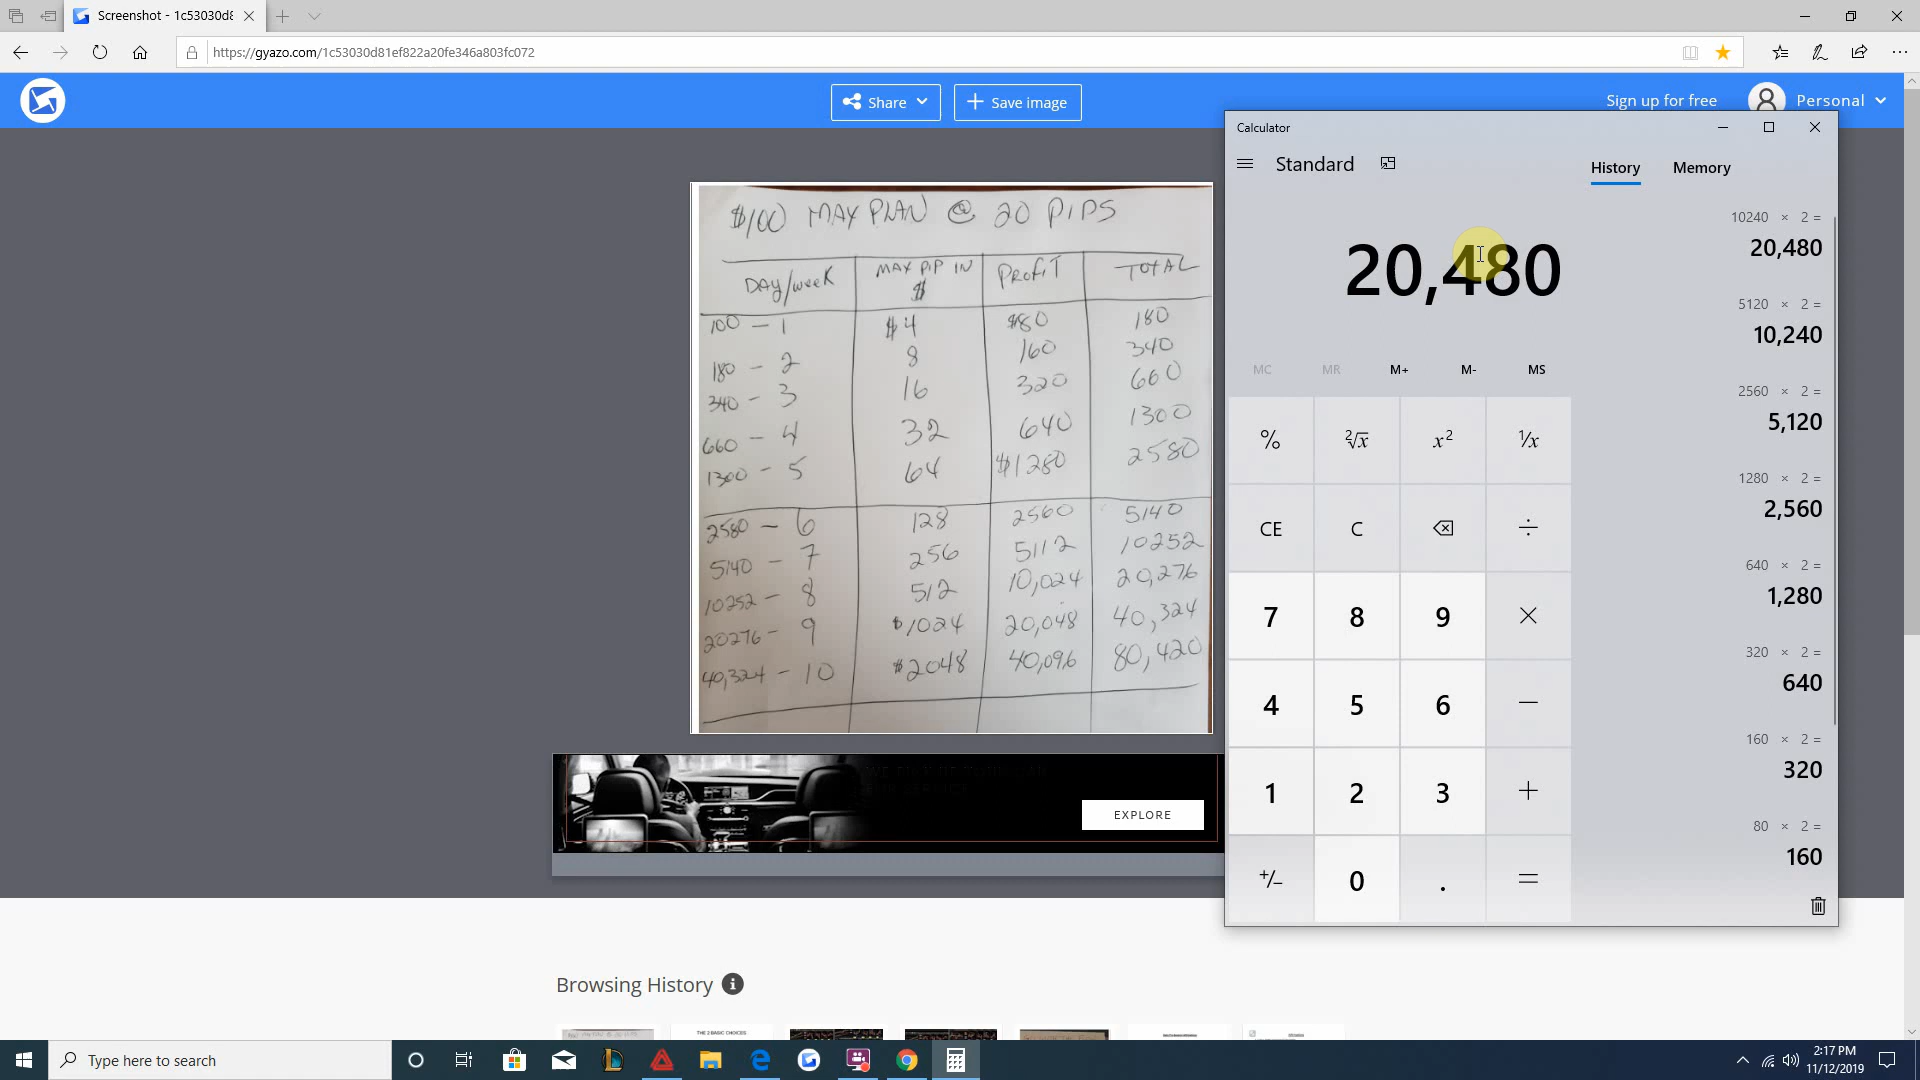 Screenshot - 1c53030d8
https://gyazo.com/1c53030d81ef822a20fe346a803fc072
Share
Save image
Sign up for free
Personal
$100 MAX PLAN @ 20 PIPS
DAY/week MAX PIP IN $ PROFIT TOTAL
100 - 1 $4 $80 180
180 - 2 8 160 340
340 - 3 16 320 660
660 - 4 32 640 1300
1300 - 5 64 $1280 2580
2580 - 6 128 2560 5140
5140 - 7 256 5112 10252
10252 - 8 512 10,024 20,276
20276 - 9 $1024 20,048 40,324
40,324 - 10 $2048 40,096 80,420
EXPLORE
Browsing History
THE 2 BASIC CHOICES
Calculator
Standard
History Memory
20,480
MC MR M+ M- MS
% ²√x x² ¹/x
CE C ÷
7 8 9 ×
4 5 6 −
1 2 3 +
+/− 0 . =
10240 × 2 =
20,480
5120 × 2 =
10,240
2560 × 2 =
5,120
1280 × 2 =
2,560
640 × 2 =
1,280
320 × 2 =
640
160 × 2 =
320
80 × 2 =
160
Type here to search
2:17 PM
11/12/2019